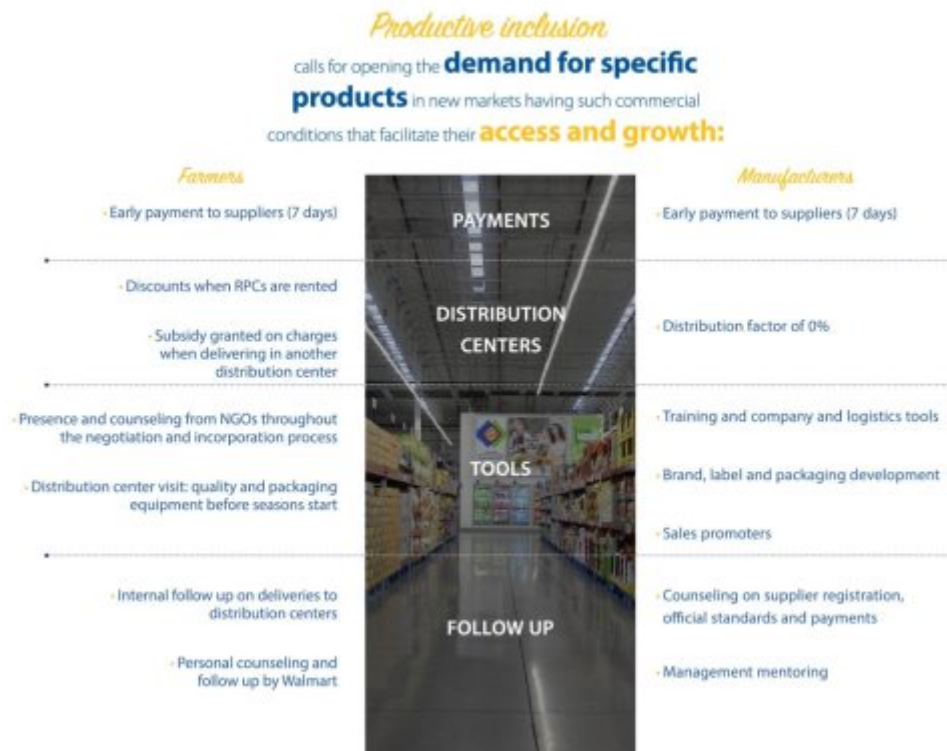 Productive inclusion
calls for opening the demand for specific
products in new markets having such commercial
conditions that facilitate their access and growth:
Farmers
Manufacturers
· Early payment to suppliers (7 days)
PAYMENTS
· Early payment to suppliers (7 days)
· Discounts when RPCs are rented
· Subsidy granted on charges
when delivering in another
distribution center
DISTRIBUTION
CENTERS
· Distribution factor of 0%
· Presence and counseling from NGOs throughout
the negotiation and incorporation process
· Distribution center visit: quality and packaging
equipment before seasons start
TOOLS
· Training and company and logistics tools
· Brand, label and packaging development
· Sales promoters
· Internal follow up on deliveries to
distribution centers
· Personal counseling and
follow up by Walmart
FOLLOW UP
· Counseling on supplier registration,
official standards and payments
· Management mentoring